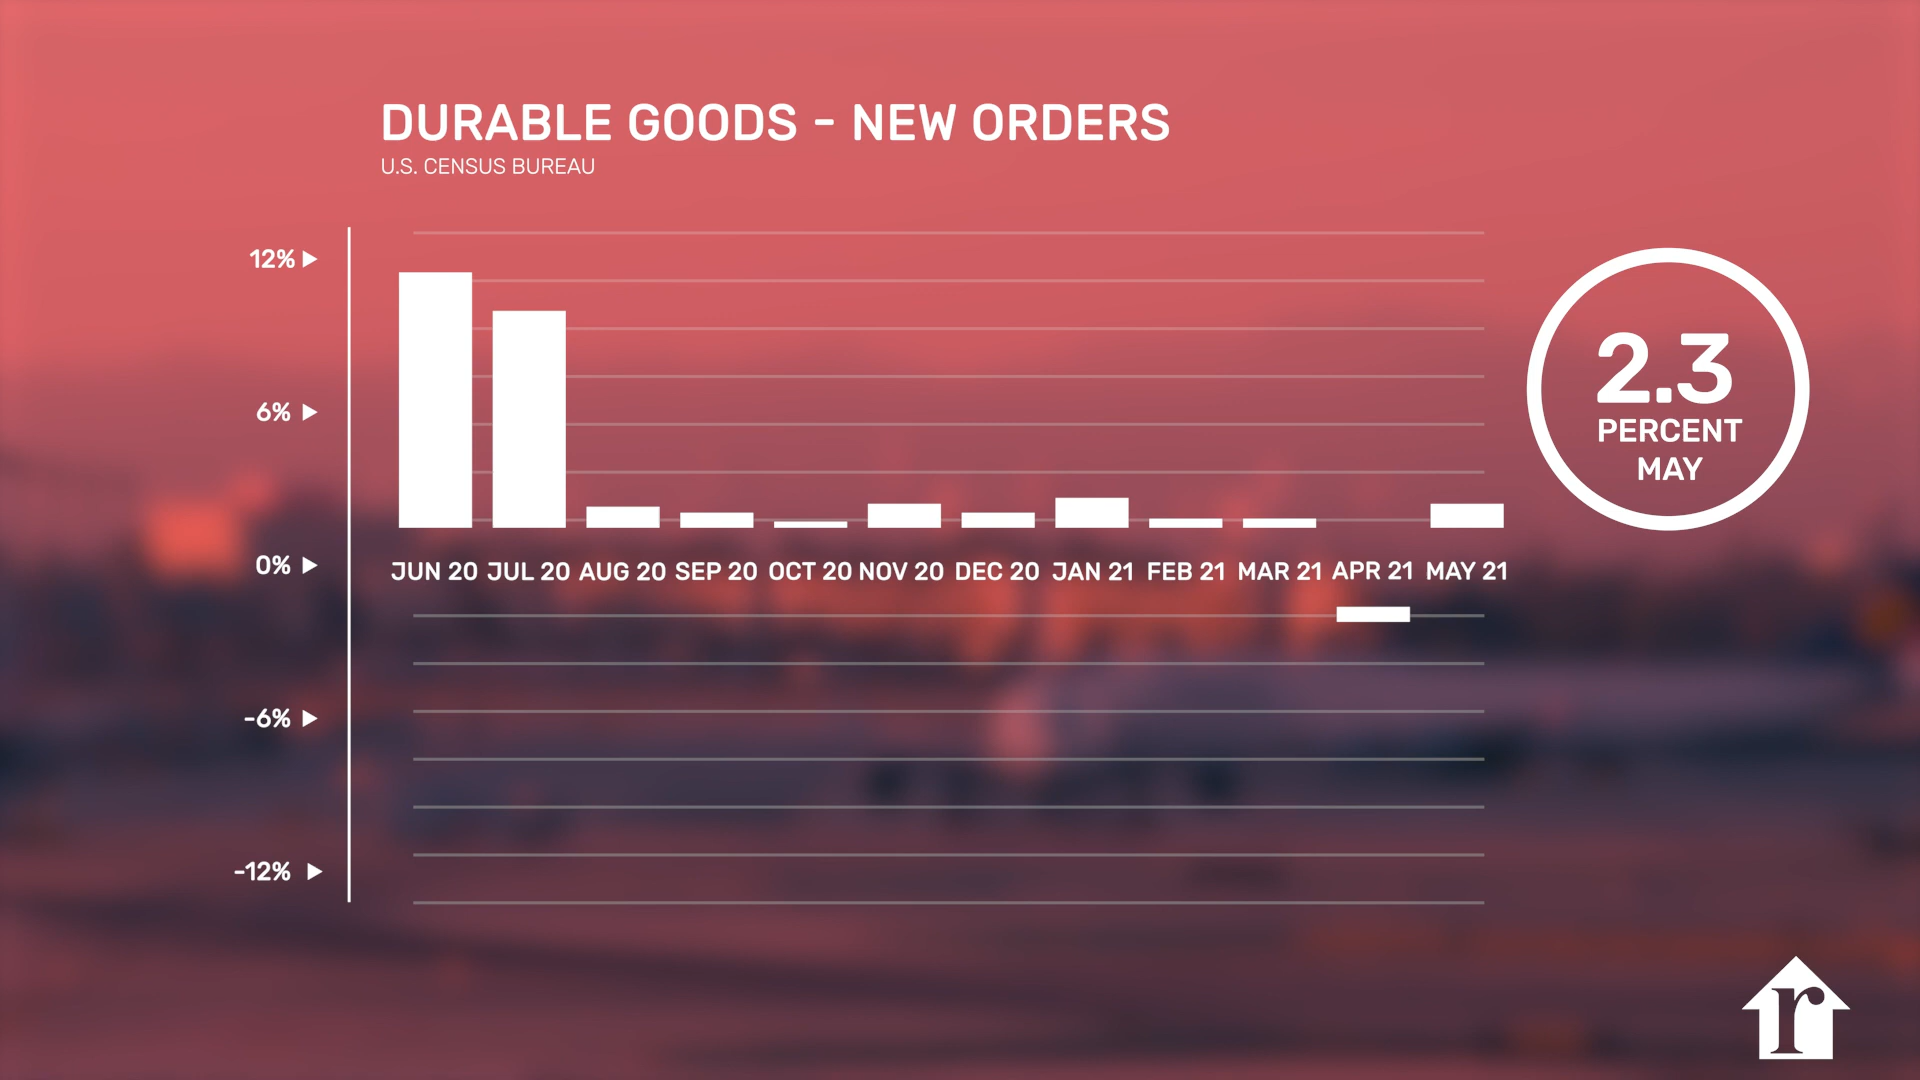 DURABLE GOODS - NEW ORDERS
U.S. CENSUS BUREAU
12%
6%
0%
-6%
-12%
JUN 20 JUL 20 AUG 20 SEP 20 OCT 20 NOV 20 DEC 20 JAN 21 FEB 21 MAR 21 APR 21 MAY 21
2.3
PERCENT
MAY
r